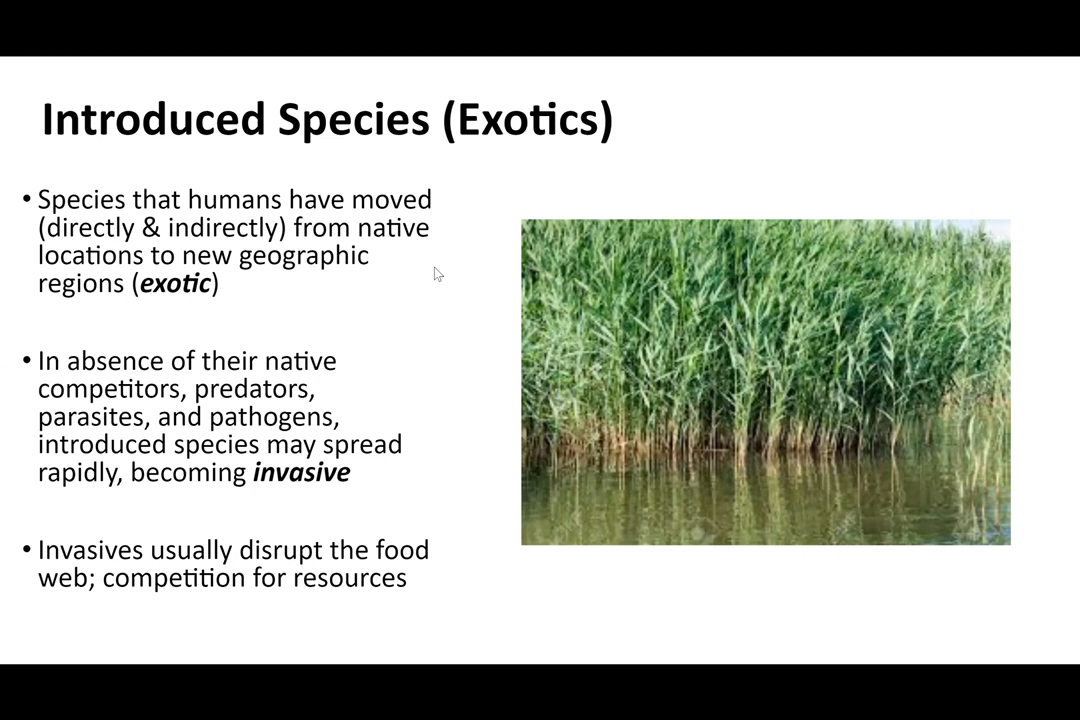 Introduced Species (Exotics)
• Species that humans have moved
(directly & indirectly) from native
locations to new geographic
regions (exotic)
• In absence of their native
competitors, predators,
parasites, and pathogens,
introduced species may spread
rapidly, becoming invasive
• Invasives usually disrupt the food
web; competition for resources